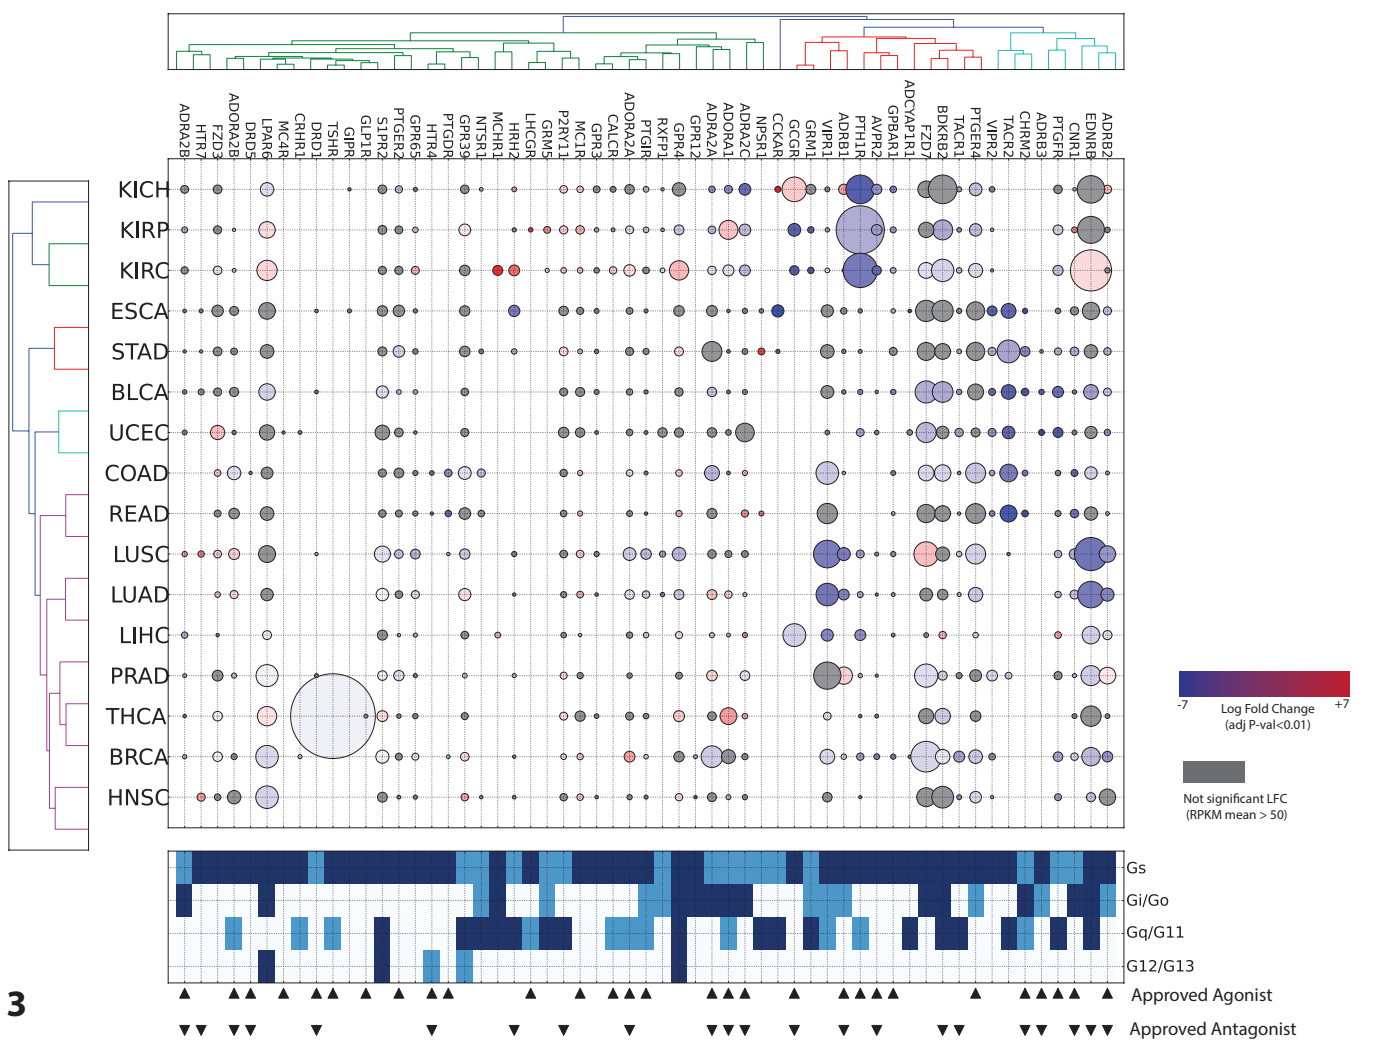 ADRA2B
HTR7
FZD3
ADORA2B
DRD5
LPAR6
MC4R
CRHR1
DRD1
TSHR
GIPR
GLP1R
S1PR2
PTGER2
GPR65
HTR4
PTGDR
GPR39
NTSR1
MCHR1
HRH2
LHCGR
GRM5
P2RY11
MC1R
GPR3
CALCR
ADORA2A
PTGIR
RXFP1
GPR4
GPR12
ADRA2A
ADORA1
ADRA2C
NPSR1
CCKAR
GCGR
GRM1
VIPR1
ADRB1
PTH1R
AVPR2
GPBAR1
ADCYAP1R1
FZD7
BDKRB2
TACR1
PTGER4
VIPR2
TACR2
CHRM2
ADRB3
PTGFR
CNR1
EDNRB
ADRB2
KICH
KIRP
KIRC
ESCA
STAD
BLCA
UCEC
COAD
READ
LUSC
LUAD
LIHC
PRAD
THCA
BRCA
HNSC
-7
+7
Log Fold Change
(adj P-val<0.01)
Not significant LFC
(RPKM mean > 50)
Gs
Gi/Go
Gq/G11
G12/G13
Approved Agonist
Approved Antagonist
3